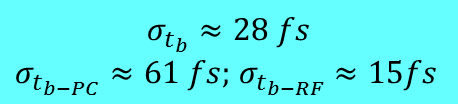 σ_{t_b} ≈ 28 fs
σ_{t_{b−PC}} ≈ 61 fs; σ_{t_{b−RF}} ≈ 15fs